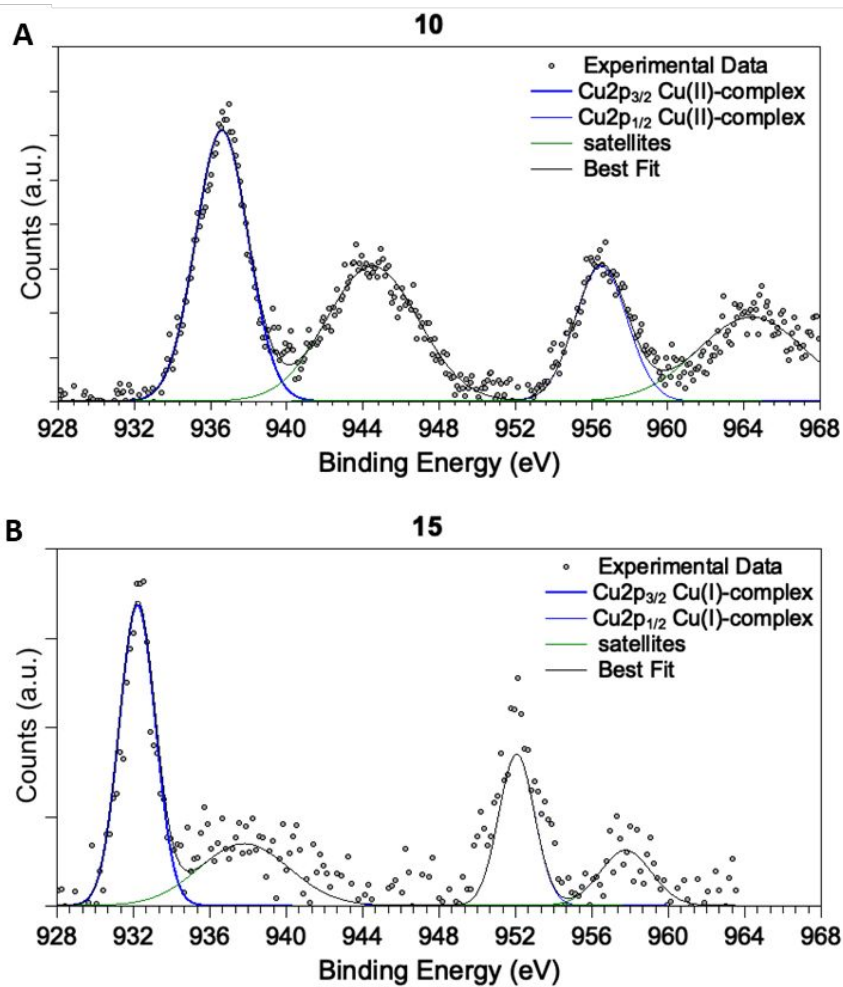 A
10
Experimental Data
Cu2p3/2 Cu(II)-complex
Cu2p1/2 Cu(II)-complex
satellites
Best Fit
Counts (a.u.)
928 932 936 940 944 948 952 956 960 964 968
Binding Energy (eV)
B
15
Experimental Data
Cu2p3/2 Cu(I)-complex
Cu2p1/2 Cu(I)-complex
satellites
Best Fit
Counts (a.u.)
928 932 936 940 944 948 952 956 960 964 968
Binding Energy (eV)